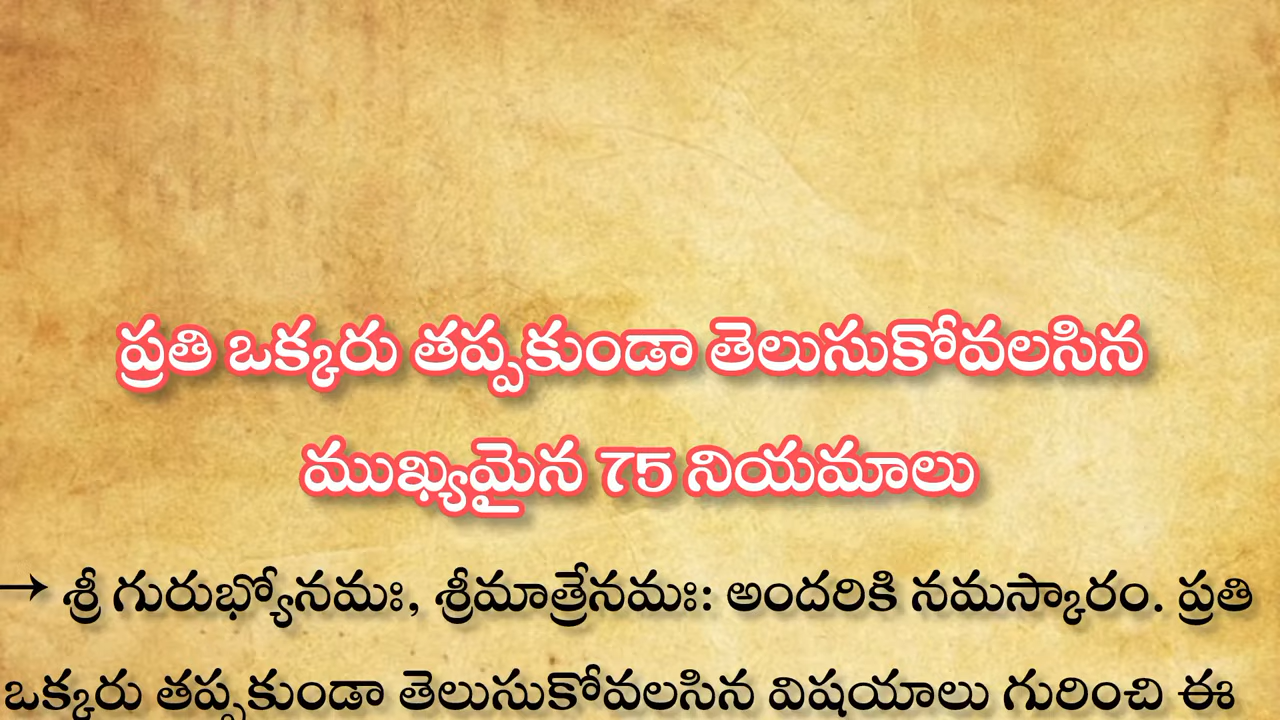 ప్రతి ఒక్కరు తప్పకుండా తెలుసుకోవలసిన
ముఖ్యమైన 75 నియమాలు
→ శ్రీ గురుభ్యోనమః, శ్రీమాత్రేనమః: అందరికి నమస్కారం. ప్రతి
ఒక్కరు తప్పకుండా తెలుసుకోవలసిన విషయాలు గురించి ఈ